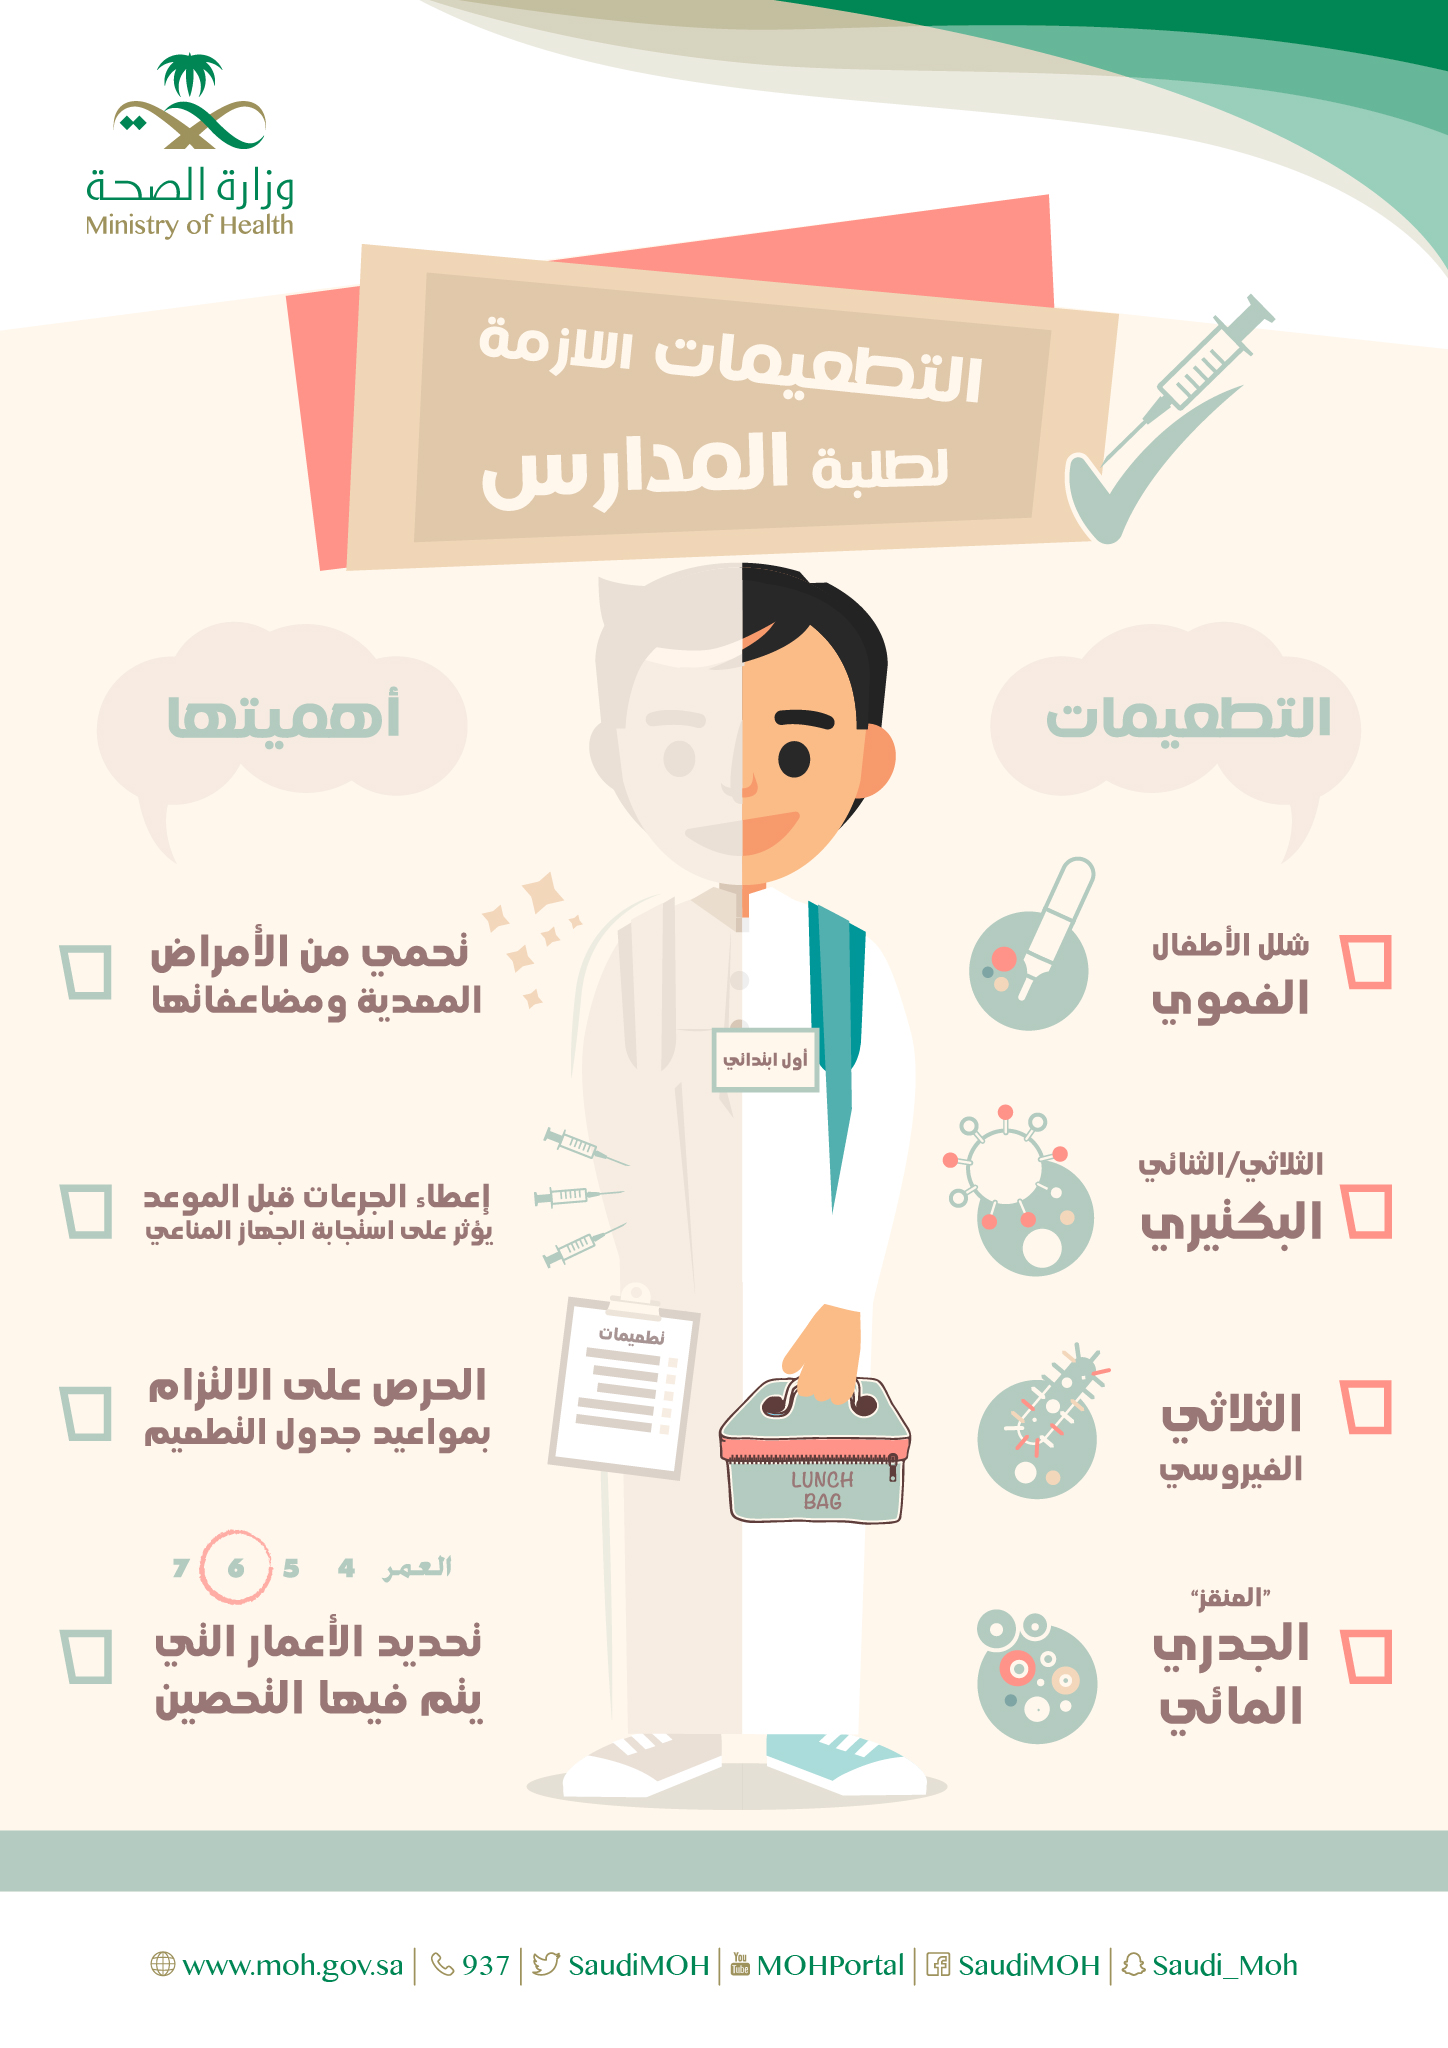 وزارة الصحة
Ministry of Health
التطعيمات اللازمة
لطلبة المدارس
التطعيمات
شلل الأطفال
الفموي
الثلاثي/الثنائي
البكتيري
الثلاثي
الفيروسي
"المنقز"
الجدري
المائي
أهميتها
تحمي من الأمراض
المعدية ومضاعفاتها
إعطاء الجرعات قبل الموعد
يؤثر على استجابة الجهاز المناعي
الحرص على الالتزام
بمواعيد جدول التطعيم
العمر 4 5 6 7
تحديد الأعمار التي
يتم فيها التحصين
أول ابتدائي
تطعيمات
LUNCH
BAG
www.moh.gov.sa | 937 | SaudiMOH | MOHPortal | SaudiMOH | Saudi_Moh